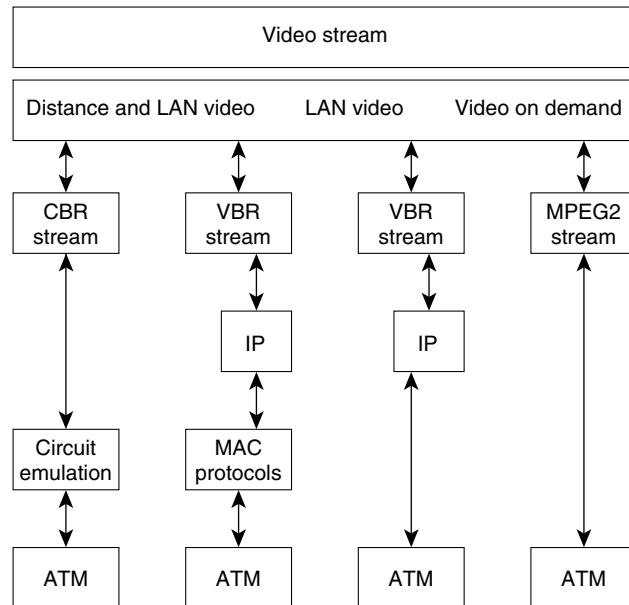 Video stream
Distance and LAN video LAN video Video on demand
CBR stream
VBR stream
VBR stream
MPEG2 stream
IP
IP
Circuit emulation
MAC protocols
ATM
ATM
ATM
ATM